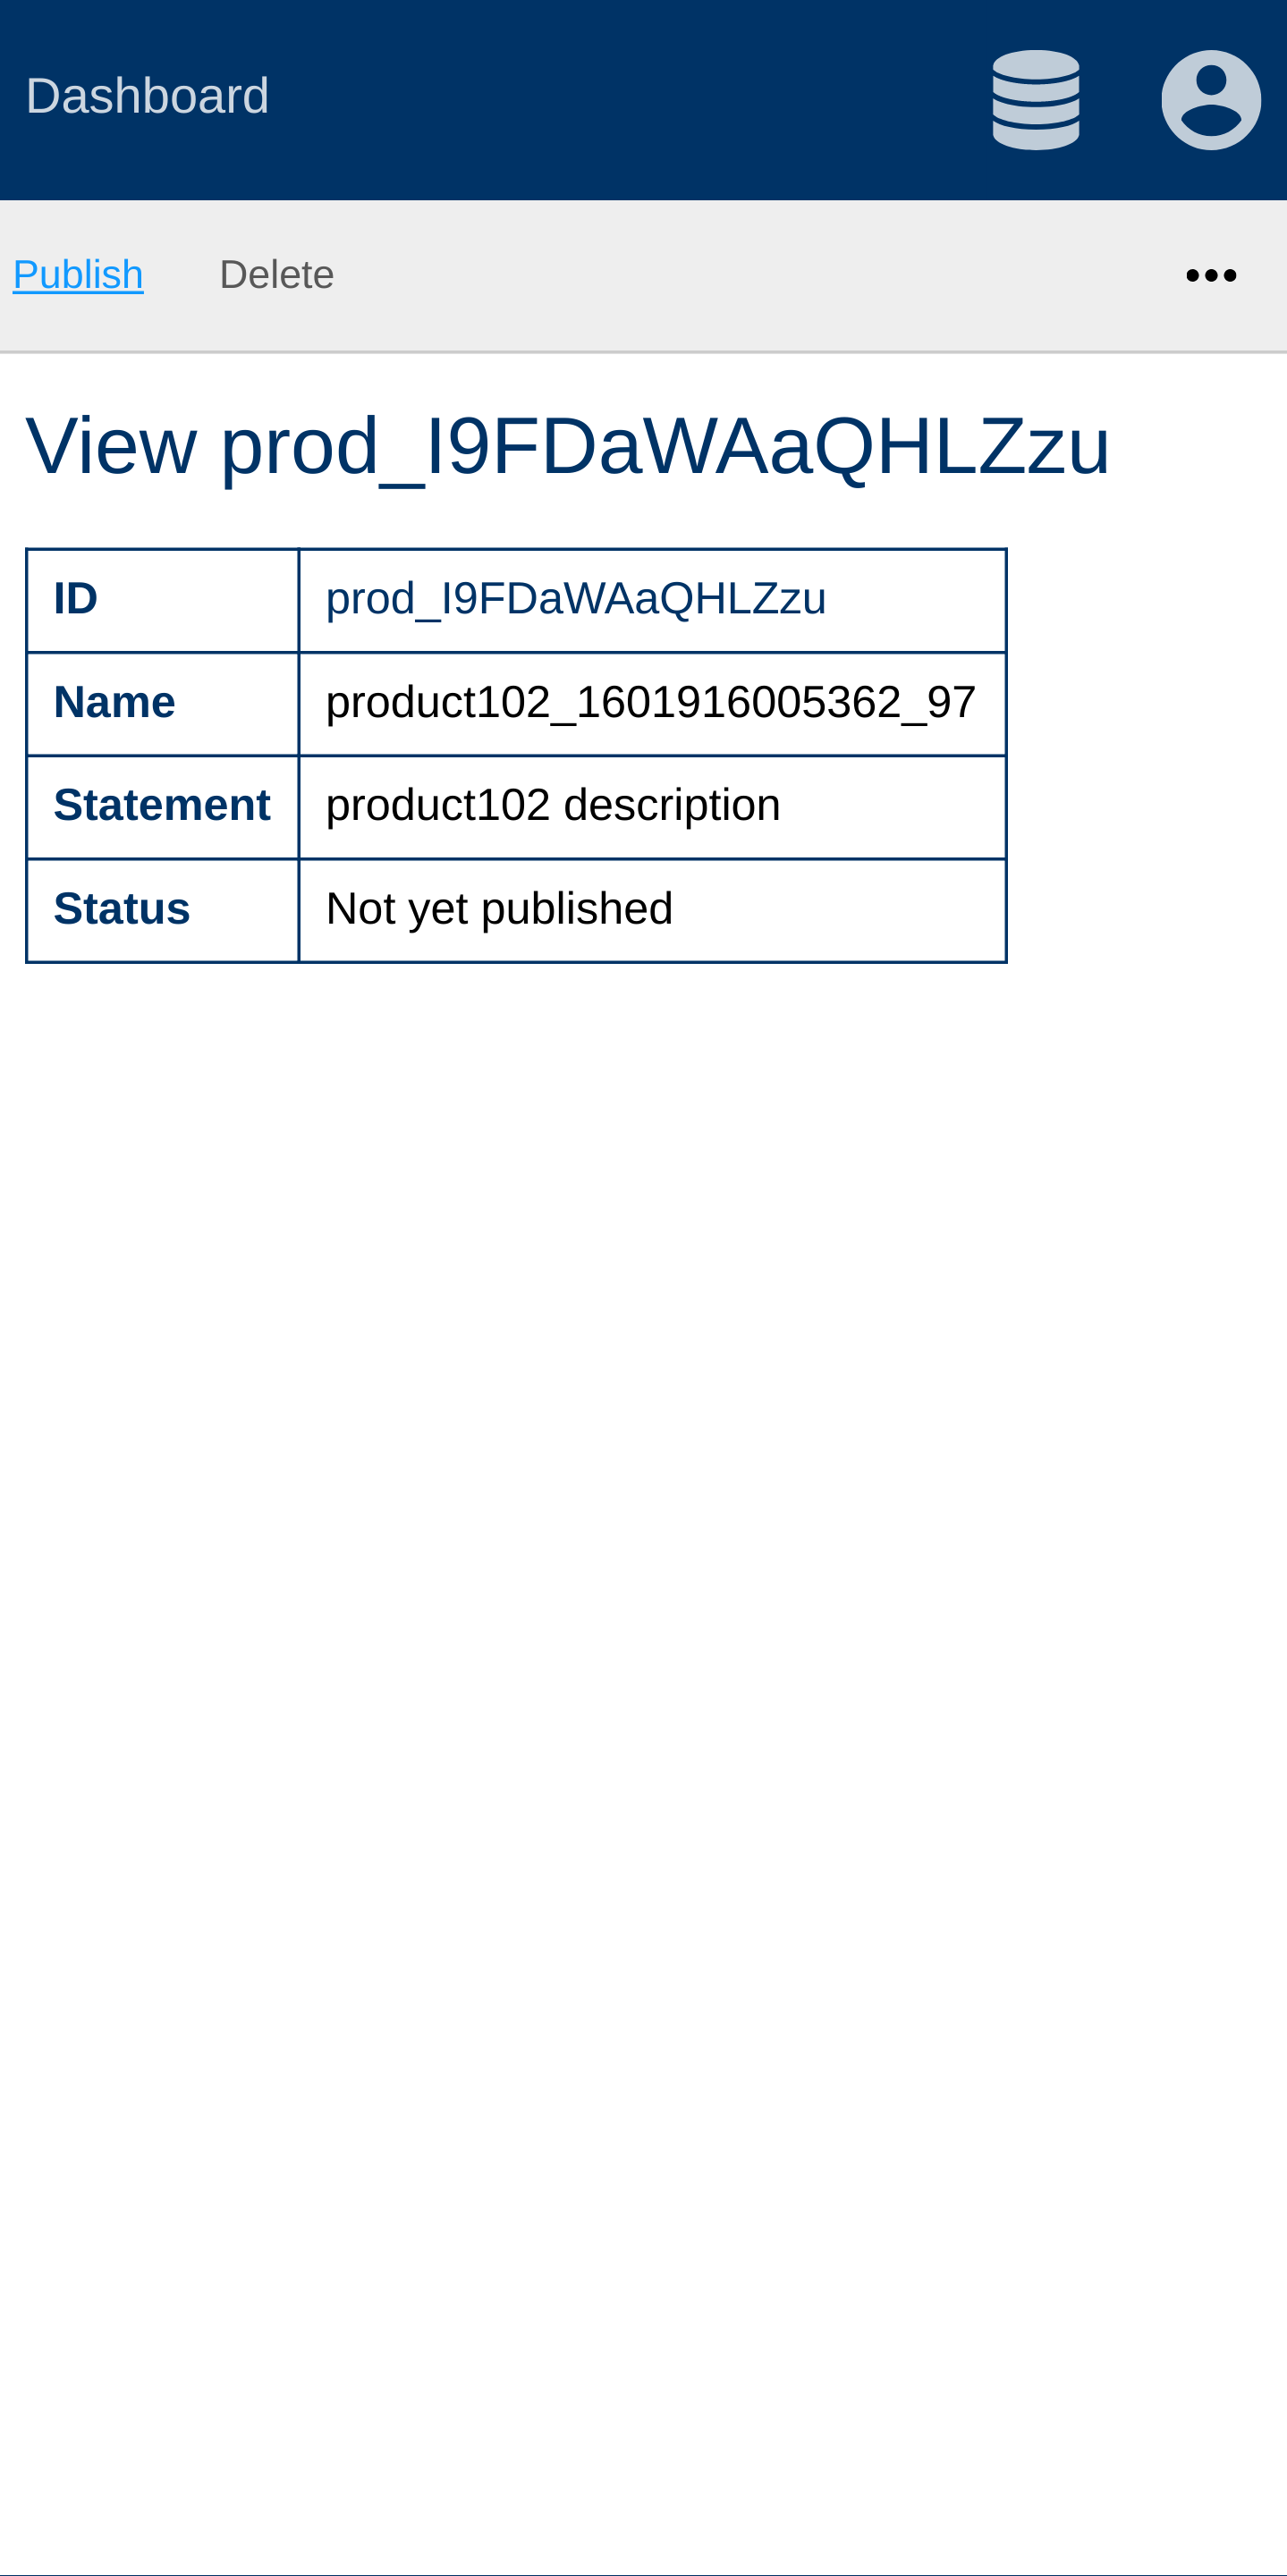 Dashboard
Publish Delete
View prod_I9FDaWAaQHLZzu
ID prod_I9FDaWAaQHLZzu
Name product102_1601916005362_97
Statement product102 description
Status Not yet published